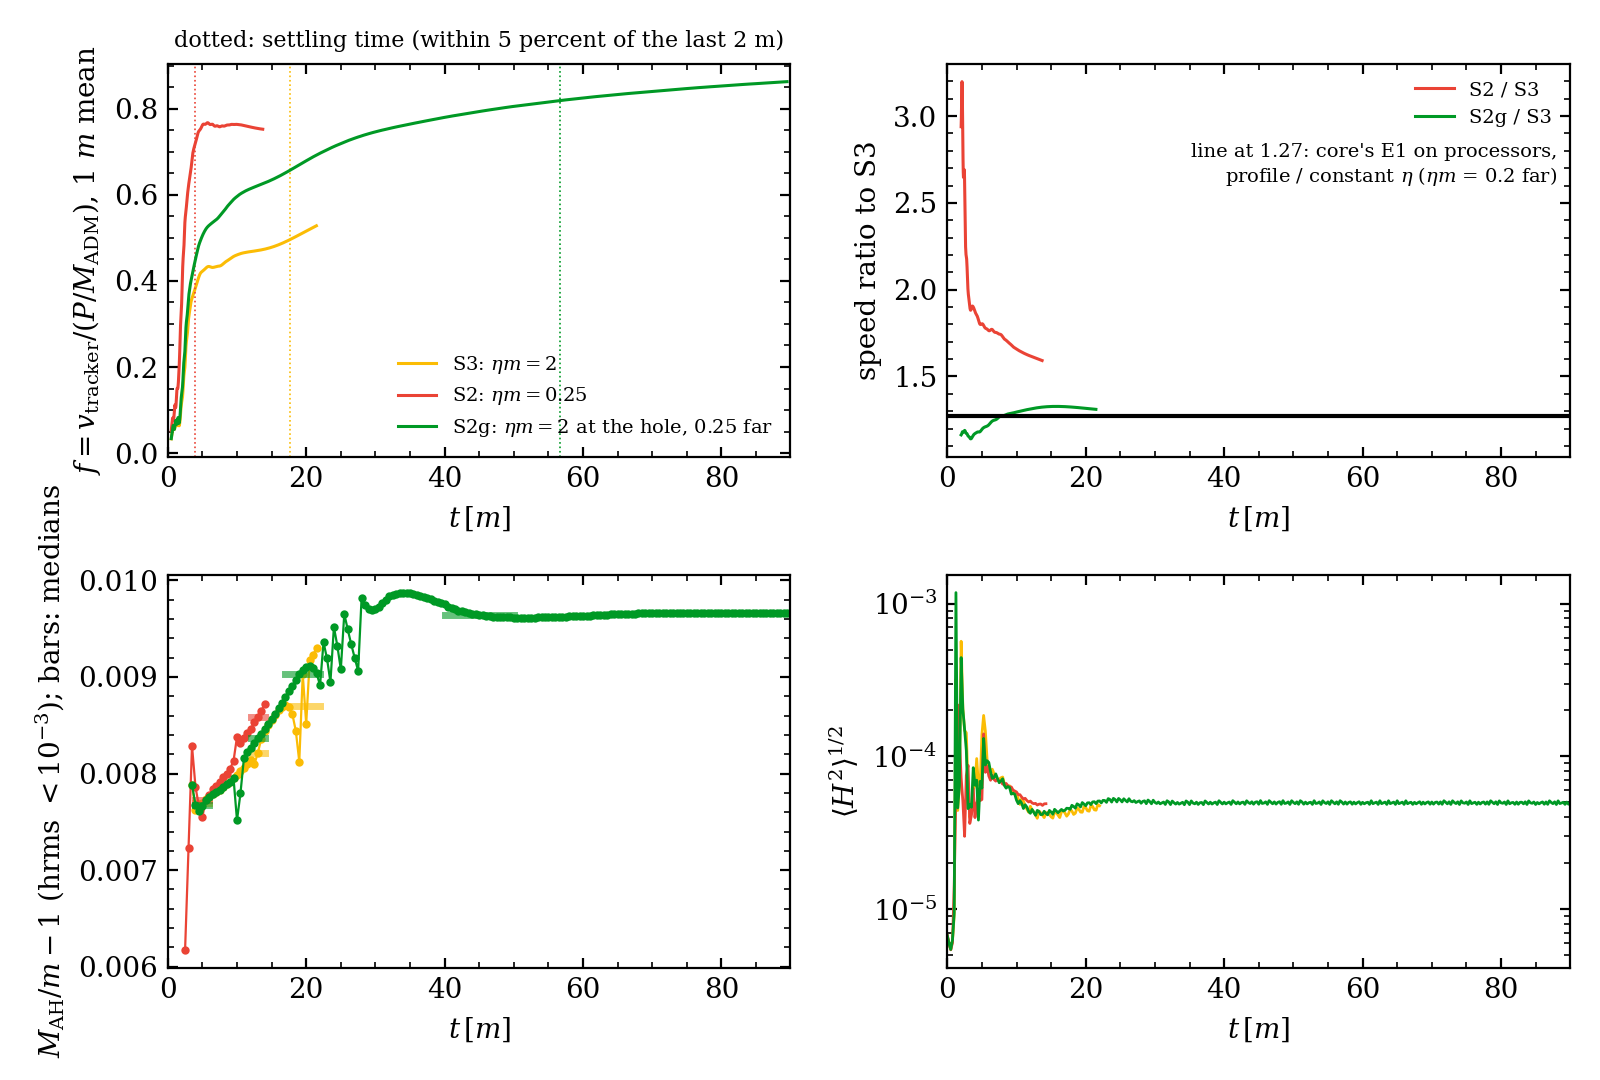 dotted: settling time (within 5 percent of the last 2 m)
f = v_tracker/(P/M_ADM), 1 m mean
0.8
0.6
0.4
0.2
0.0
S3: ηm = 2
S2: ηm = 0.25
S2g: ηm = 2 at the hole, 0.25 far
0 20 40 60 80
t [m]
speed ratio to S3
3.0
2.5
2.0
1.5
S2 / S3
S2g / S3
line at 1.27: core's E1 on processors,
profile / constant η (ηm = 0.2 far)
0 20 40 60 80
t [m]
M_AH/m − 1 (hrms < 10⁻³); bars: medians
0.010
0.009
0.008
0.007
0.006
0 20 40 60 80
t [m]
⟨H²⟩^1/2
10⁻³
10⁻⁴
10⁻⁵
0 20 40 60 80
t [m]